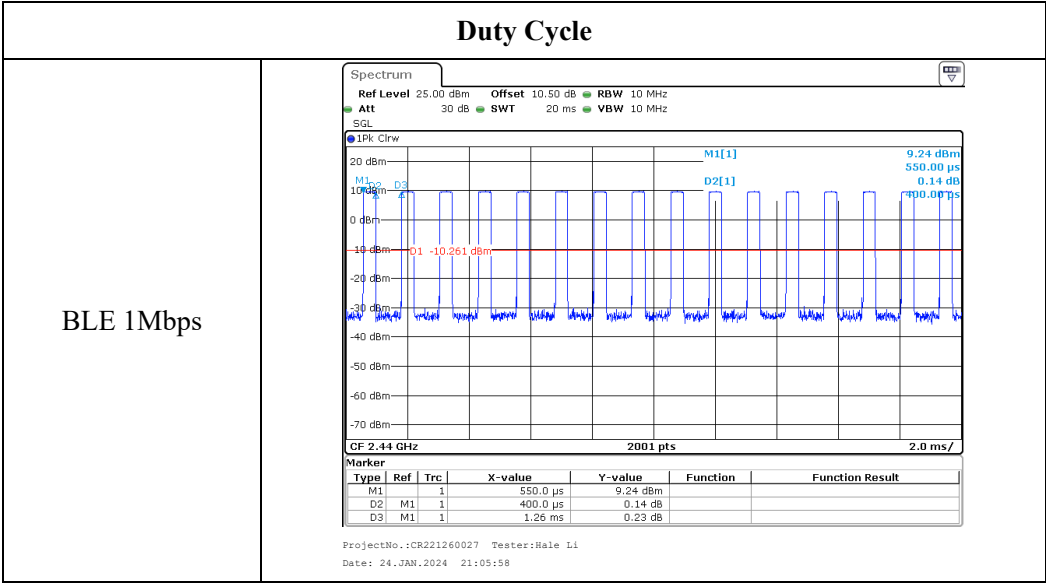 Duty Cycle
BLE 1Mbps
Spectrum
Ref Level 25.00 dBm Offset 10.50 dB RBW 10 MHz
Att 30 dB SWT 20 ms VBW 10 MHz
SGL
1Pk Clrw
M1[1] 9.24 dBm
550.00 µs
D2[1] 0.14 dB
400.00 µs
20 dBm
M1 D2 D3
10 dBm
0 dBm
-10 dBm
D1 -10.261 dBm
-20 dBm
-30 dBm
-40 dBm
-50 dBm
-60 dBm
-70 dBm
CF 2.44 GHz 2001 pts 2.0 ms/
Marker
Type Ref Trc X-value Y-value Function Function Result
M1 1 550.0 µs 9.24 dBm
D2 M1 1 400.0 µs 0.14 dB
D3 M1 1 1.26 ms 0.23 dB
ProjectNo.:CR221260027 Tester:Hale Li
Date: 24.JAN.2024 21:05:58